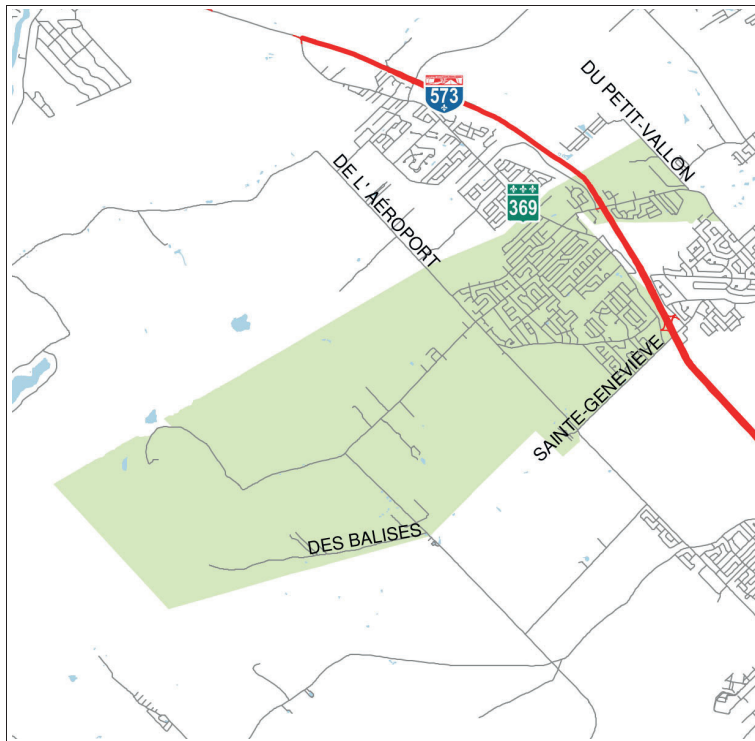 573
DU PETIT-VALLON
DE L' AÉROPORT
369
SAINTE-GENEVIÈVE
DES BALISES